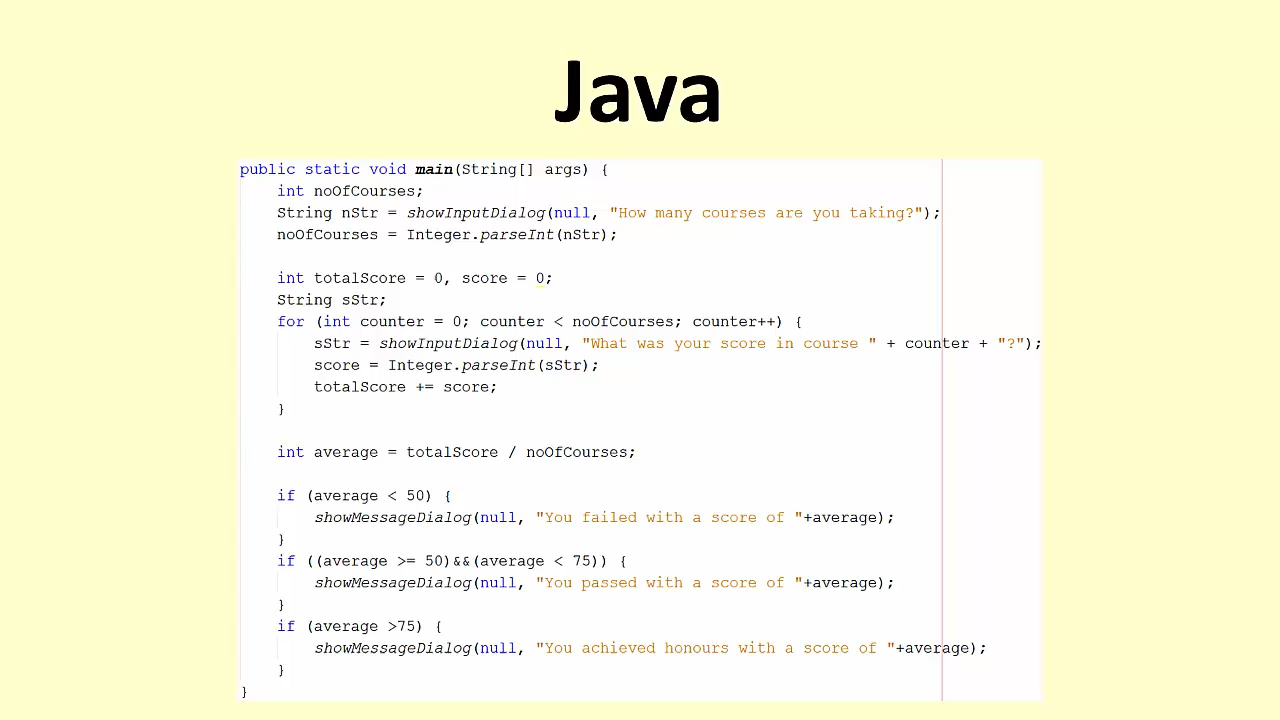 Java
public static void main(String[] args) {
int noOfCourses;
String nStr = showInputDialog(null, "How many courses are you taking?");
noOfCourses = Integer.parseInt(nStr);
int totalScore = 0, score = 0;
String sStr;
for (int counter = 0; counter < noOfCourses; counter++) {
sStr = showInputDialog(null, "What was your score in course " + counter + "?");
score = Integer.parseInt(sStr);
totalScore += score;
}
int average = totalScore / noOfCourses;
if (average < 50) {
showMessageDialog(null, "You failed with a score of "+average);
}
if ((average >= 50)&&(average < 75)) {
showMessageDialog(null, "You passed with a score of "+average);
}
if (average >75) {
showMessageDialog(null, "You achieved honours with a score of "+average);
}
}